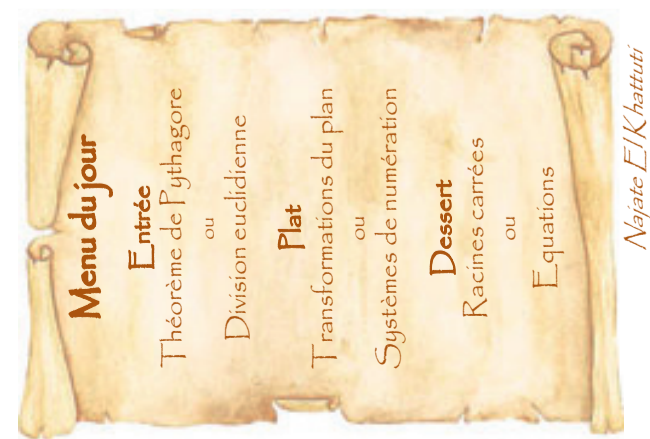 Menu du jour
Entrée
Théorème de Pythagore
ou
Division euclidienne
Plat
Transformations du plan
ou
Systèmes de numération
Dessert
Racines carrées
ou
Equations
Najate El Khattuti